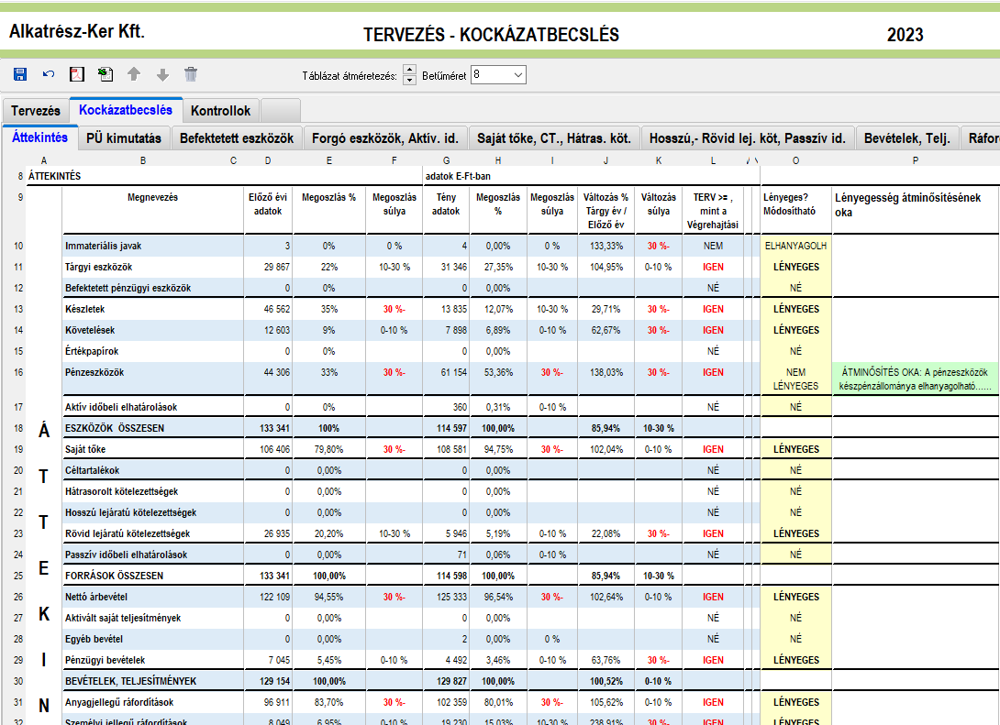 Alkatrész-Ker Kft. TERVEZÉS - KOCKÁZATBECSLÉS 2023
Táblázat átméretezés: Betűméret 8
Tervezés Kockázatbecslés Kontrollok
Áttekintés PÜ kimutatás Befektetett eszközök Forgó eszközök, Aktív. id. Saját tőke, CT., Hátras. köt. Hosszú,- Rövid lej. köt, Passzív id. Bevételek, Telj. Ráfor
A B C D E F G H I J K L O P
8 ÁTTEKINTÉS adatok E-Ft-ban
9 Megnevezés Előző évi Megoszlás % Megoszlás Tény Megoszlás Megoszlás Változás % Változás TERV >= , Lényeges? Lényegesség átminősítésének
adatok súlya adatok % súlya Tárgy év / súlya mint a Módosítható oka
Előző év Végrehajtási
10 Immateriális javak 3 0% 0 % 4 0,00% 0 % 133,33% 30 %- NEM ELHANYAGOLH
11 Tárgyi eszközök 29 867 22% 10-30 % 31 346 27,35% 10-30 % 104,95% 0-10 % IGEN LÉNYEGES
12 Befektetett pénzügyi eszközök 0 0% 0 0,00% NÉ NÉ
13 Készletek 46 562 35% 30 %- 13 835 12,07% 10-30 % 29,71% 30 %- IGEN LÉNYEGES
14 Követelések 12 603 9% 0-10 % 7 898 6,89% 0-10 % 62,67% 30 %- IGEN LÉNYEGES
15 Értékpapírok 0 0% 0 0,00% NÉ NÉ
16 Pénzeszközök 44 306 33% 30 %- 61 154 53,36% 30 %- 138,03% 30 %- IGEN NEM ÁTMINŐSÍTÉS OKA: A pénzeszközök
LÉNYEGES készpénzállománya elhanyagolható......
17 Aktív időbeli elhatárolások 0 0% 360 0,31% 0-10 % NÉ NÉ
18 Á ESZKÖZÖK ÖSSZESEN 133 341 100% 114 597 100,00% 85,94% 10-30 %
19 Saját tőke 106 406 79,80% 30 %- 108 581 94,75% 30 %- 102,04% 0-10 % IGEN LÉNYEGES
20 T Céltartalékok 0 0,00% 0 0,00% NÉ NÉ
21 Hátrasorolt kötelezettségek 0 0,00% 0 0,00% NÉ NÉ
22 T Hosszú lejáratú kötelezettségek 0 0,00% 0 0,00% NÉ NÉ
23 Rövid lejáratú kötelezettségek 26 935 20,20% 10-30 % 5 946 5,19% 0-10 % 22,08% 30 %- IGEN LÉNYEGES
24 Passzív időbeli elhatárolások 0 0,00% 71 0,06% 0-10 % NÉ NÉ
25 E FORRÁSOK ÖSSZESEN 133 341 100,00% 114 598 100,00% 85,94% 10-30 %
26 Nettó árbevétel 122 109 94,55% 30 %- 125 333 96,54% 30 %- 102,64% 0-10 % IGEN LÉNYEGES
27 K Aktivált saját teljesítmények 0 0,00% 0 0,00% NÉ NÉ
28 Egyéb bevétel 0 0,00% 2 0,00% 0 % NÉ NÉ
29 I Pénzügyi bevételek 7 045 5,45% 0-10 % 4 492 3,46% 0-10 % 63,76% 30 %- IGEN LÉNYEGES
30 BEVÉTELEK, TELJESÍTMÉNYEK 129 154 100,00% 129 827 100,00% 100,52% 0-10 %
31 N Anyagjellegű ráfordítások 96 911 83,70% 30 %- 102 359 80,01% 30 %- 105,62% 0-10 % IGEN LÉNYEGES
32 Személyi jellegű ráfordítások 8 049 6,95% 0-10 % 19 230 15,03% 10-30 % 238,91% 30 %- IGEN LÉNYEGES